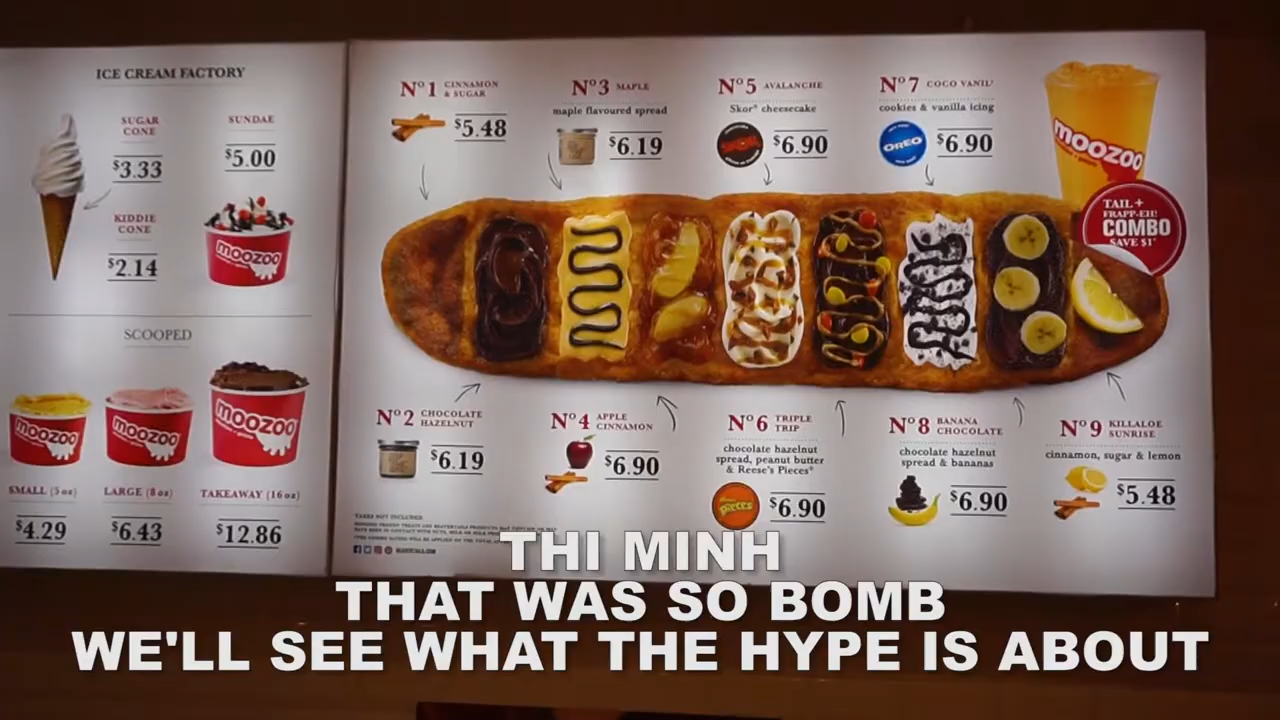 ICE CREAM FACTORY
SUGAR
CONE
$3.33
SUNDAE
$5.00
KIDDIE
CONE
$2.14
moozoo
SCOOPED
moozoo
moozoo
moozoo
SMALL (5 oz)
LARGE (8 oz)
TAKEAWAY (16 oz)
$4.29
$6.43
$12.86
Nº1 CINNAMON
& SUGAR
$5.48
Nº3 MAPLE
maple flavoured spread
$6.19
Nº5 AVALANCHE
Skor® cheesecake
$6.90
Nº7 COCO VANIL
cookies & vanilla icing
OREO
$6.90
moozoo
TAIL +
FRAPP-EH!
COMBO
SAVE $1*
Nº2 CHOCOLATE
HAZELNUT
$6.19
Nº4 APPLE
CINNAMON
$6.90
Nº6 TRIPLE
TRIP
chocolate hazelnut
spread, peanut butter
& Reese's Pieces®
$6.90
Nº8 BANANA
CHOCOLATE
chocolate hazelnut
spread & bananas
$6.90
Nº9 KILLALOE
SUNRISE
cinnamon, sugar & lemon
$5.48
TAXES NOT INCLUDED
THI MINH
THAT WAS SO BOMB
WE'LL SEE WHAT THE HYPE IS ABOUT